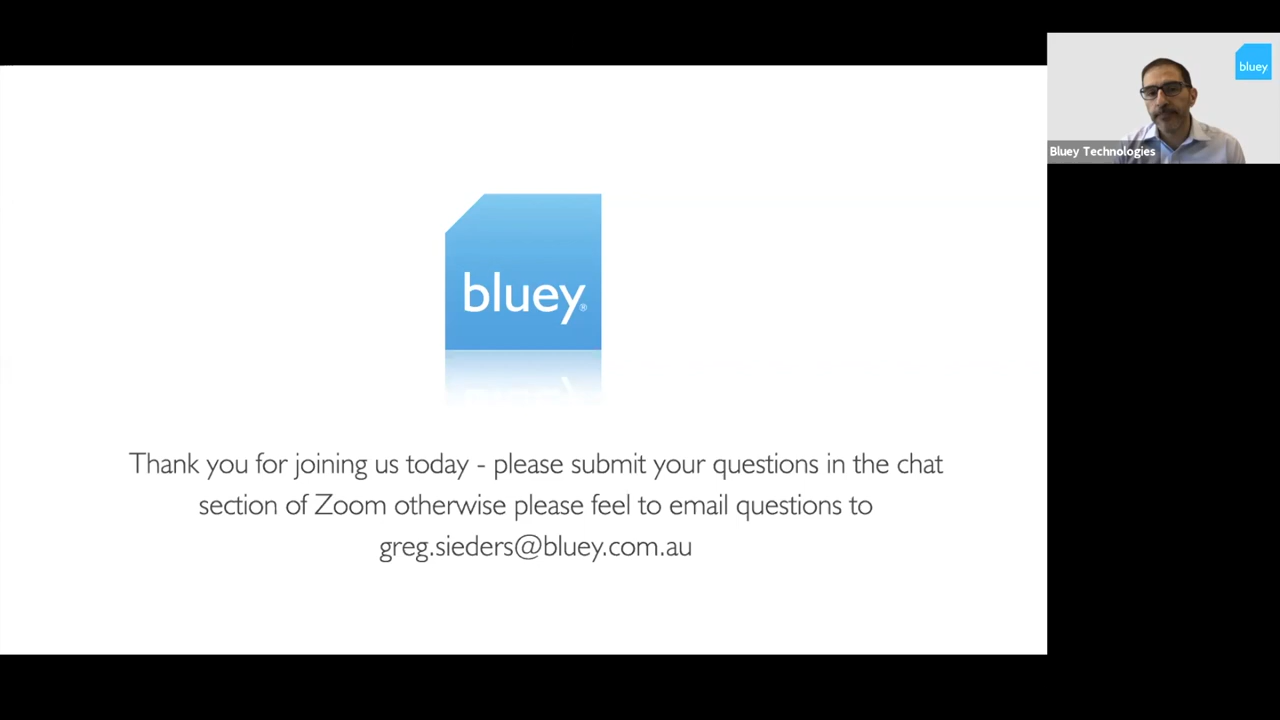 bluey
Bluey Technologies
bluey®
Thank you for joining us today - please submit your questions in the chat
section of Zoom otherwise please feel to email questions to
greg.sieders@bluey.com.au